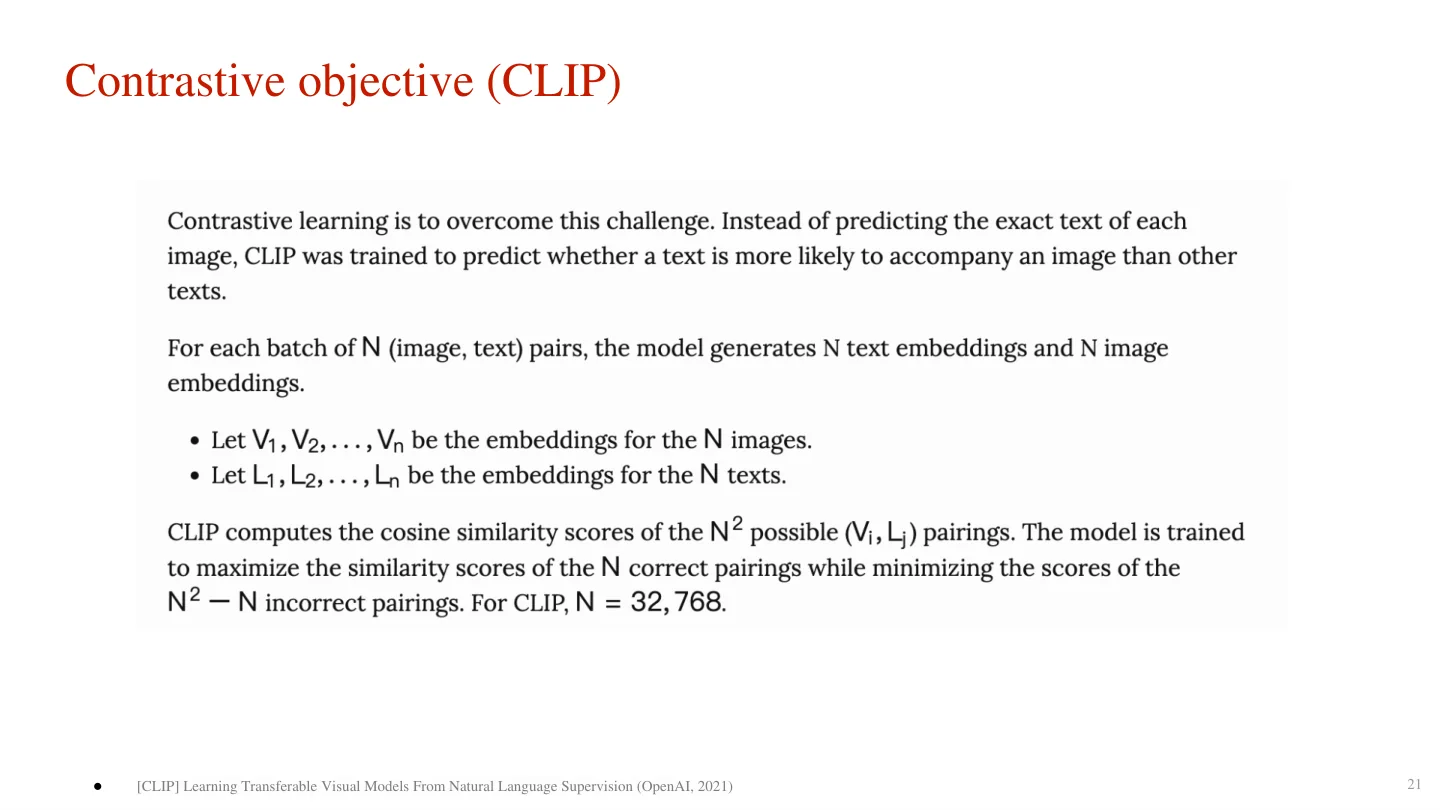 Contrastive objective (CLIP)
Contrastive learning is to overcome this challenge. Instead of predicting the exact text of each
image, CLIP was trained to predict whether a text is more likely to accompany an image than other
texts.
For each batch of N (image, text) pairs, the model generates N text embeddings and N image
embeddings.
• Let V₁, V₂, . . . , Vₙ be the embeddings for the N images.
• Let L₁, L₂, . . . , Lₙ be the embeddings for the N texts.
CLIP computes the cosine similarity scores of the N² possible (Vᵢ, Lⱼ) pairings. The model is trained
to maximize the similarity scores of the N correct pairings while minimizing the scores of the
N² − N incorrect pairings. For CLIP, N = 32,768.
• [CLIP] Learning Transferable Visual Models From Natural Language Supervision (OpenAI, 2021)
21